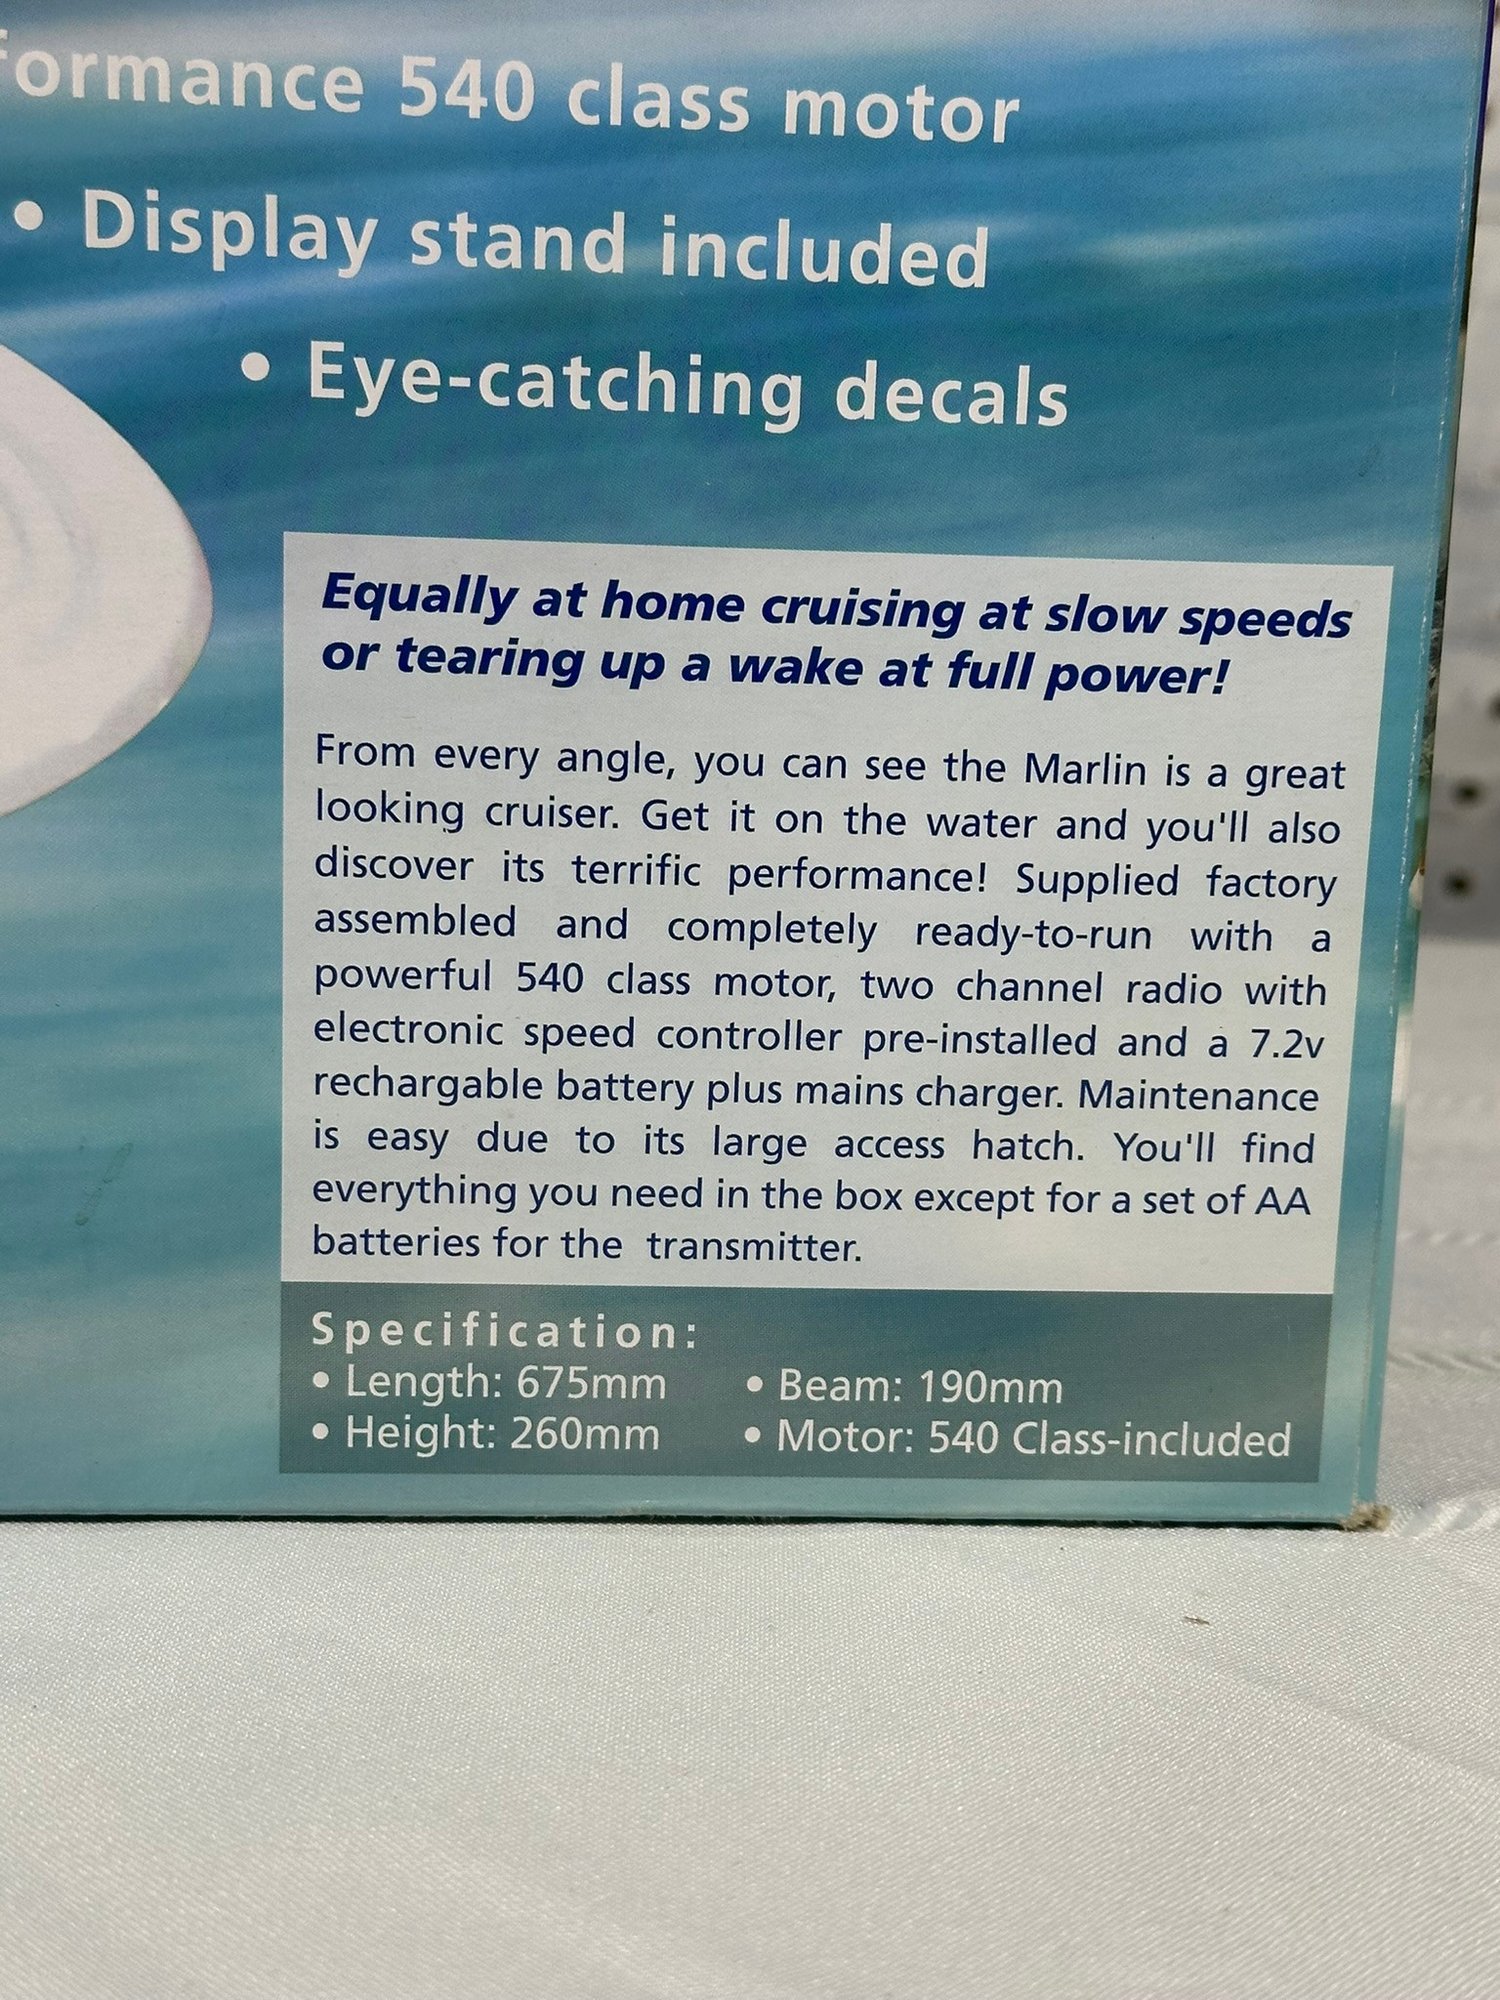 formance 540 class motor
• Display stand included
• Eye-catching decals
Equally at home cruising at slow speeds
or tearing up a wake at full power!
From every angle, you can see the Marlin is a great
looking cruiser. Get it on the water and you'll also
discover its terrific performance! Supplied factory
assembled and completely ready-to-run with a
powerful 540 class motor, two channel radio with
electronic speed controller pre-installed and a 7.2v
rechargable battery plus mains charger. Maintenance
is easy due to its large access hatch. You'll find
everything you need in the box except for a set of AA
batteries for the transmitter.
Specification:
• Length: 675mm • Beam: 190mm
• Height: 260mm • Motor: 540 Class-included